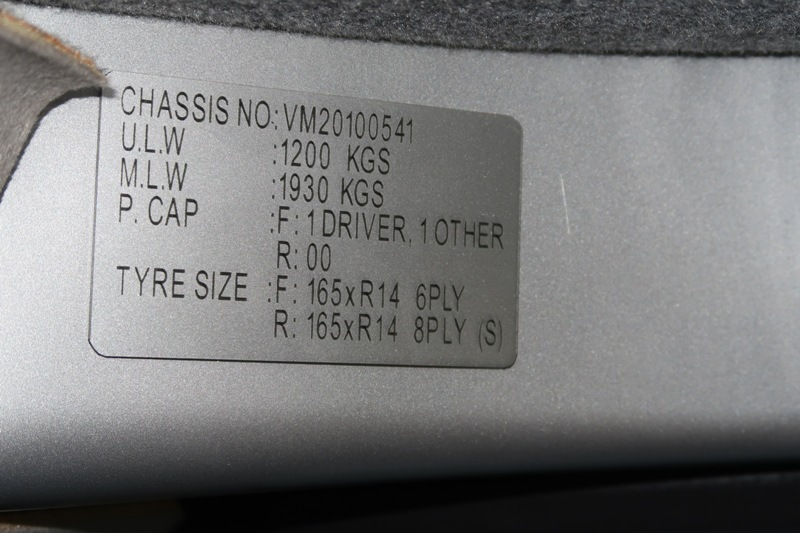 CHASSIS NO: VM20100541
U.L.W :1200 KGS
M.L.W :1930 KGS
P. CAP :F: 1 DRIVER, 1 OTHER
R: 00
TYRE SIZE :F: 165xR14 6PLY
R: 165xR14 8PLY (S)